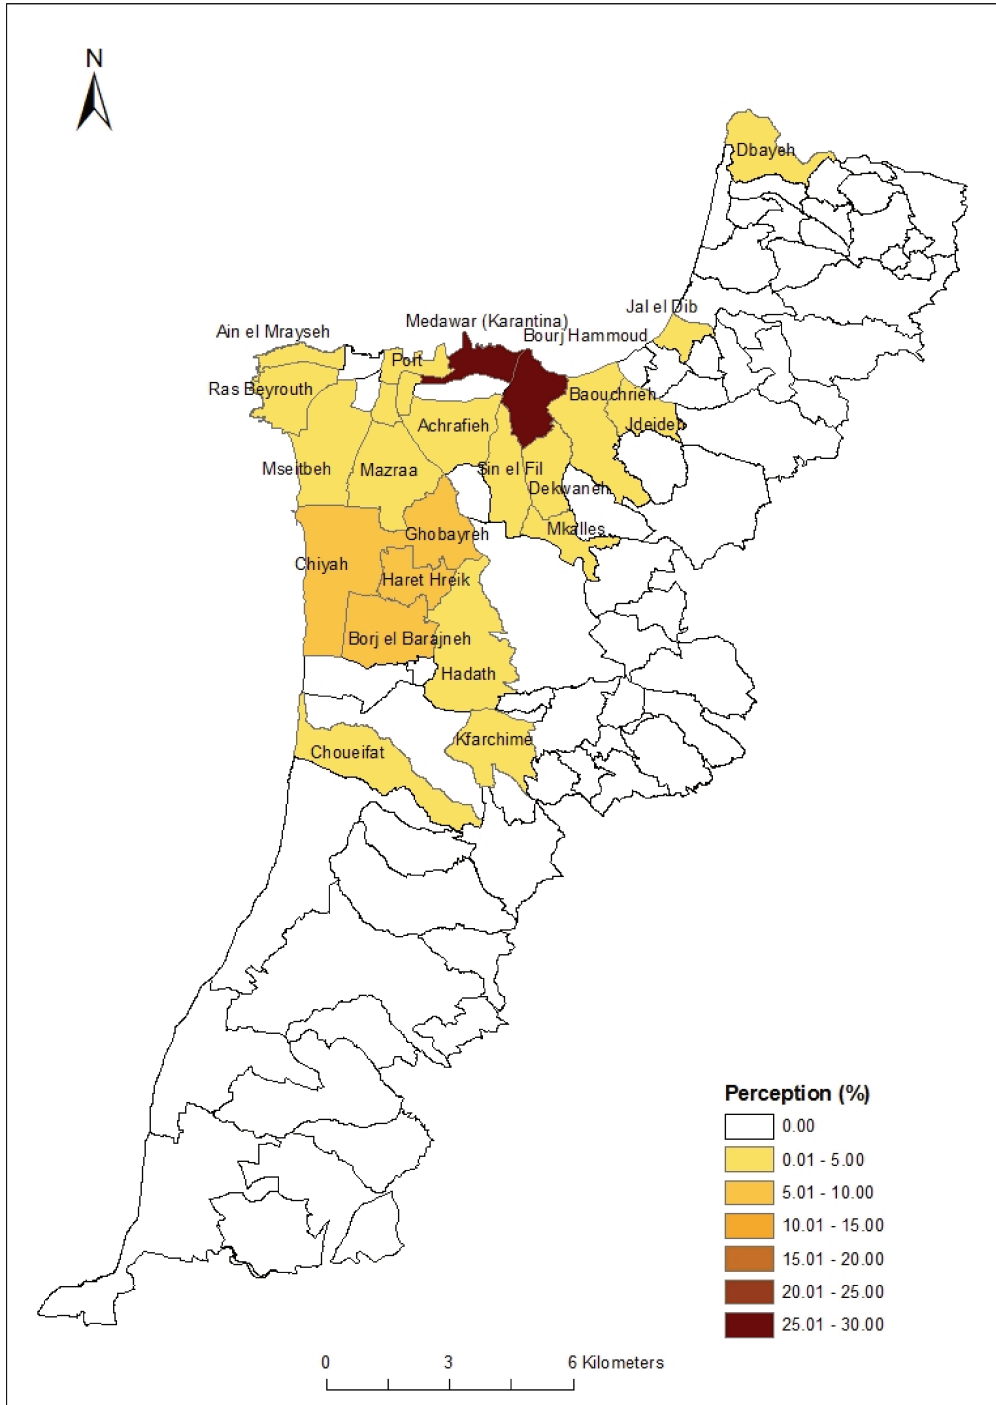 N
Dbayeh
Jal el Dib
Medawar (Karantina)
Bourj Hammoud
Ain el Mrayseh
Port
Ras Beyrouth
Baouchrieh
Achrafieh
Jdeidet
Mseitbeh
Mazraa
Sin el Fil
Dekwaneh
Ghobayreh
Mkalles
Chiyah
Haret Hreik
Borj el Barajneh
Hadath
Kfarchime
Choueifat
Perception (%)
0.00
0.01 - 5.00
5.01 - 10.00
10.01 - 15.00
15.01 - 20.00
20.01 - 25.00
25.01 - 30.00
0 3 6 Kilometers